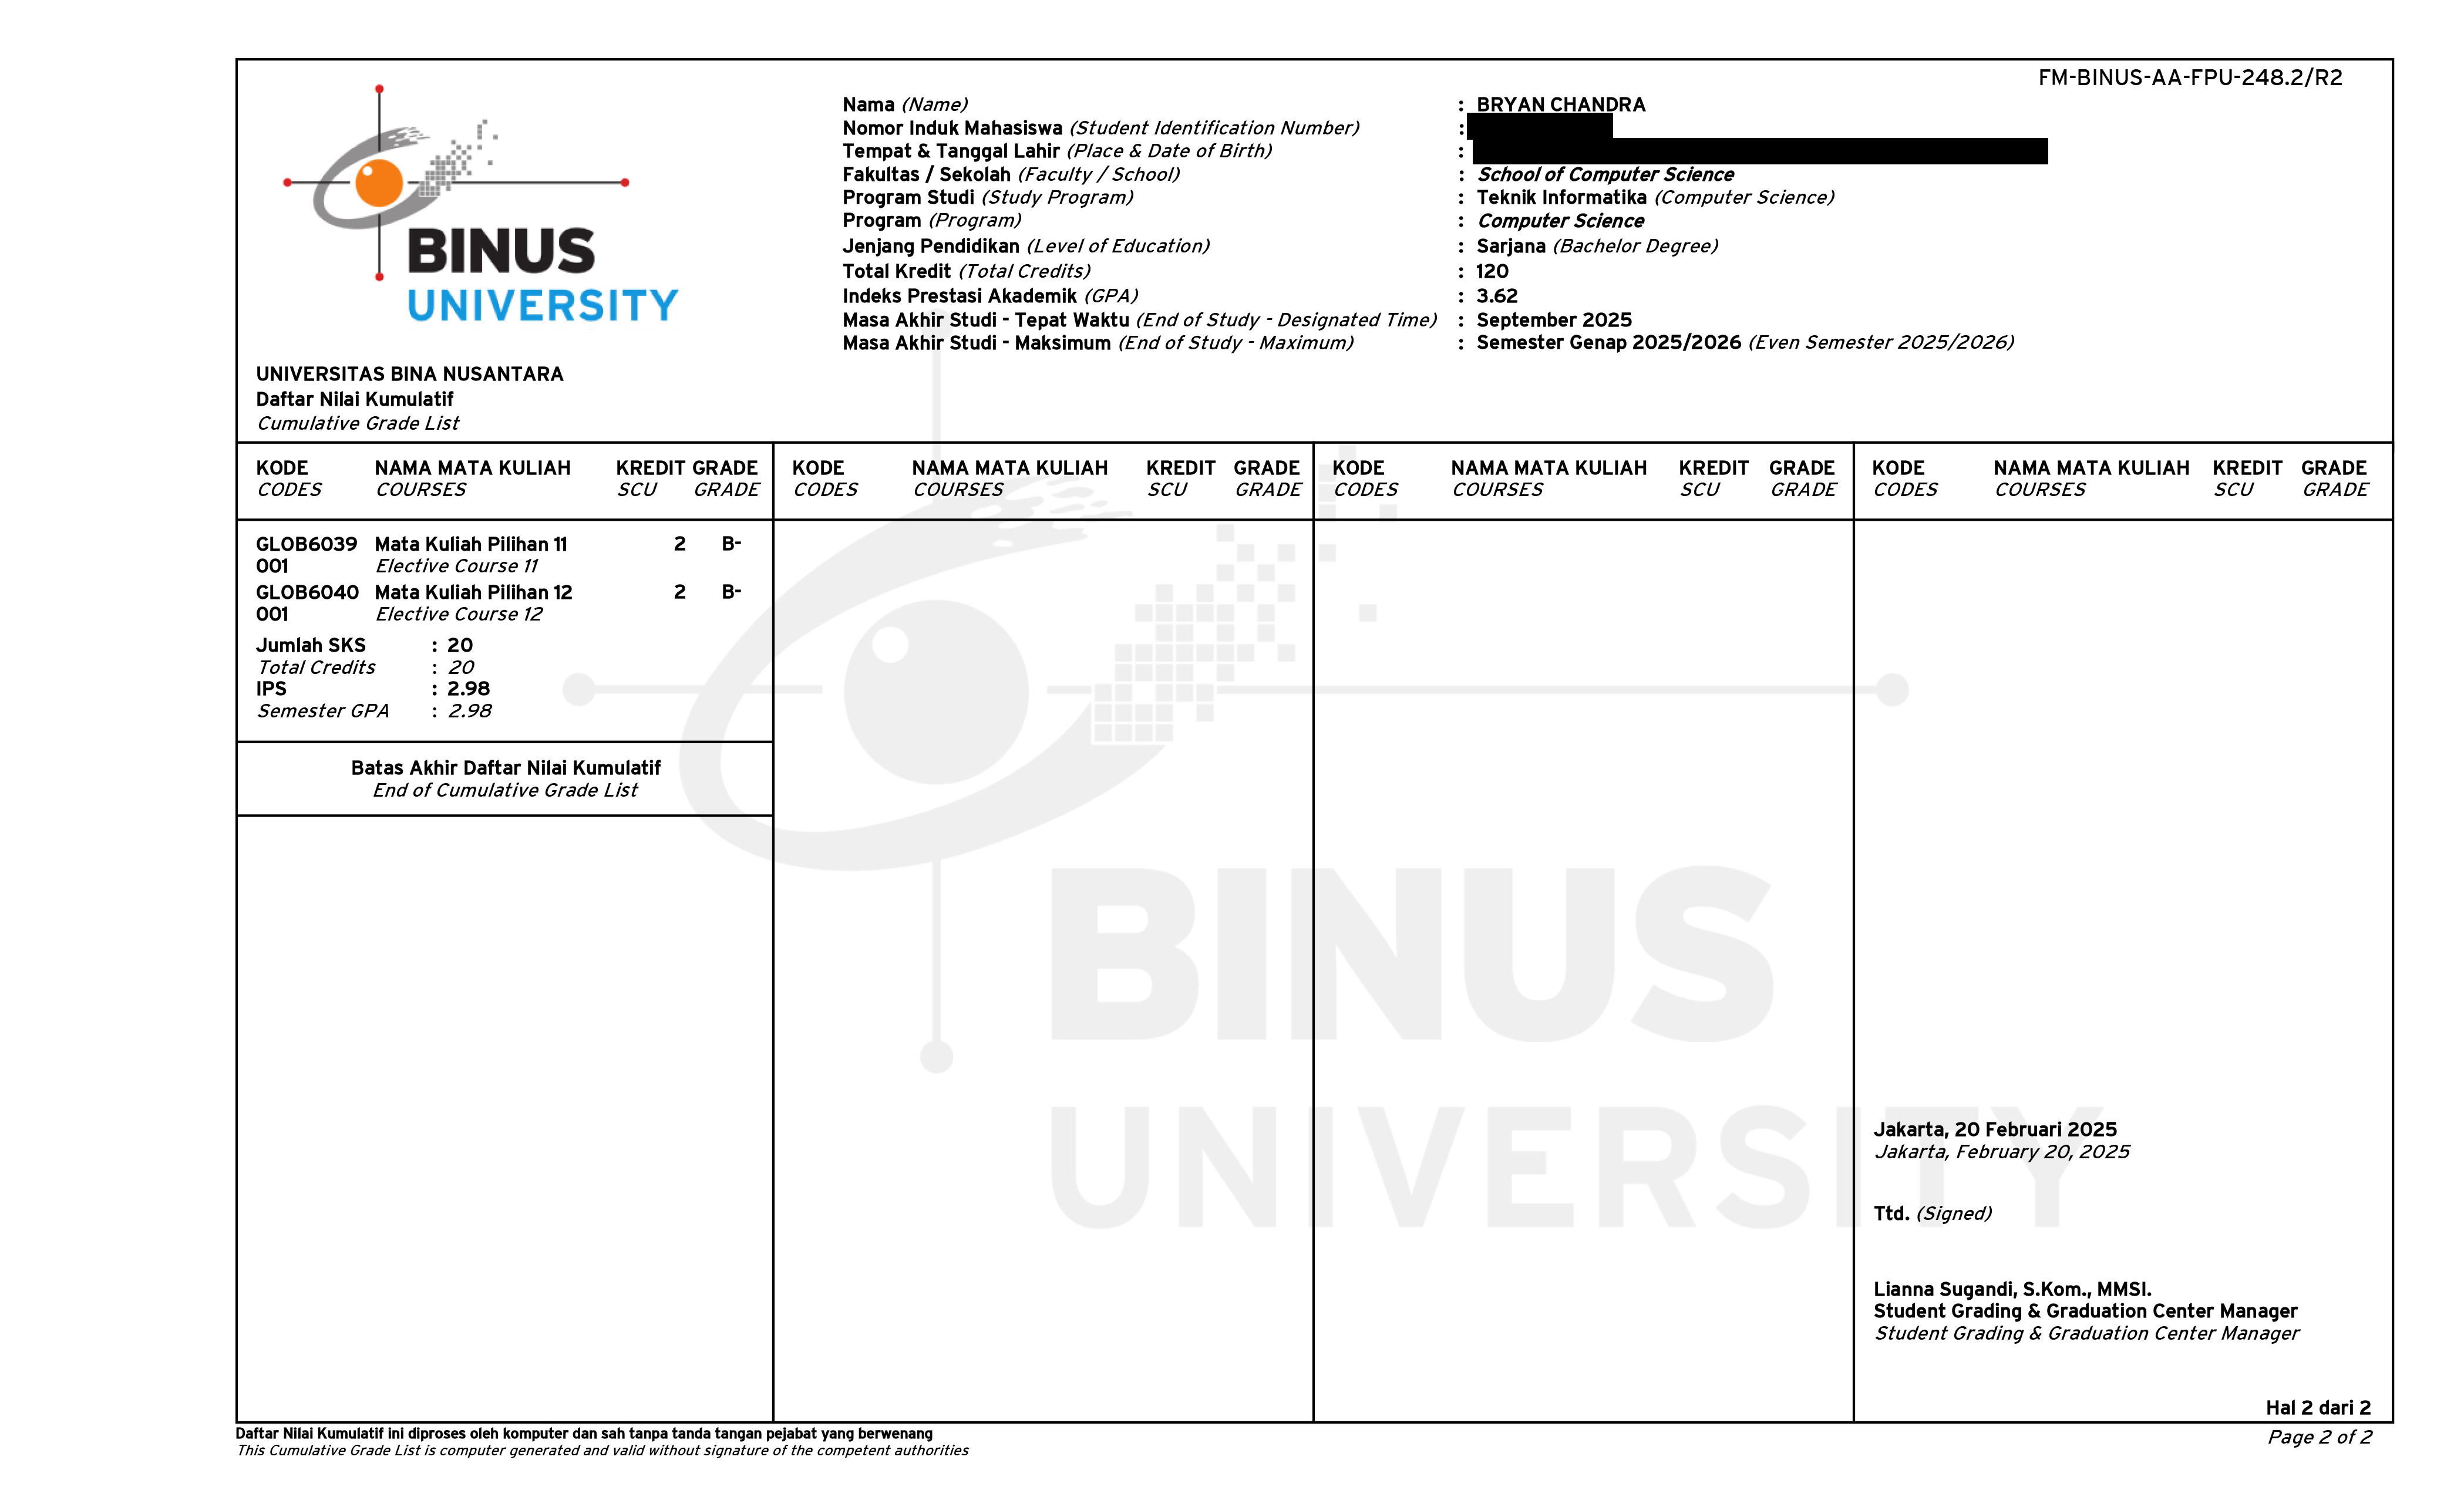 FM-BINUS-AA-FPU-248.2/R2
BINUS
UNIVERSITY
Nama (Name) : BRYAN CHANDRA
Nomor Induk Mahasiswa (Student Identification Number) :
Tempat & Tanggal Lahir (Place & Date of Birth) :
Fakultas / Sekolah (Faculty / School) : School of Computer Science
Program Studi (Study Program) : Teknik Informatika (Computer Science)
Program (Program) : Computer Science
Jenjang Pendidikan (Level of Education) : Sarjana (Bachelor Degree)
Total Kredit (Total Credits) : 120
Indeks Prestasi Akademik (GPA) : 3.62
Masa Akhir Studi - Tepat Waktu (End of Study - Designated Time) : September 2025
Masa Akhir Studi - Maksimum (End of Study - Maximum) : Semester Genap 2025/2026 (Even Semester 2025/2026)
UNIVERSITAS BINA NUSANTARA
Daftar Nilai Kumulatif
Cumulative Grade List
KODE NAMA MATA KULIAH KREDIT GRADE KODE NAMA MATA KULIAH KREDIT GRADE KODE NAMA MATA KULIAH KREDIT GRADE KODE NAMA MATA KULIAH KREDIT GRADE
CODES COURSES SCU GRADE CODES COURSES SCU GRADE CODES COURSES SCU GRADE CODES COURSES SCU GRADE
GLOB6039 Mata Kuliah Pilihan 11 2 B-
001 Elective Course 11
GLOB6040 Mata Kuliah Pilihan 12 2 B-
001 Elective Course 12
Jumlah SKS : 20
Total Credits : 20
IPS : 2.98
Semester GPA : 2.98
Batas Akhir Daftar Nilai Kumulatif
End of Cumulative Grade List
BINUS
UNIVERSITY
Jakarta, 20 Februari 2025
Jakarta, February 20, 2025
Ttd. (Signed)
Lianna Sugandi, S.Kom., MMSI.
Student Grading & Graduation Center Manager
Student Grading & Graduation Center Manager
Hal 2 dari 2
Page 2 of 2
Daftar Nilai Kumulatif ini diproses oleh komputer dan sah tanpa tanda tangan pejabat yang berwenang
This Cumulative Grade List is computer generated and valid without signature of the competent authorities